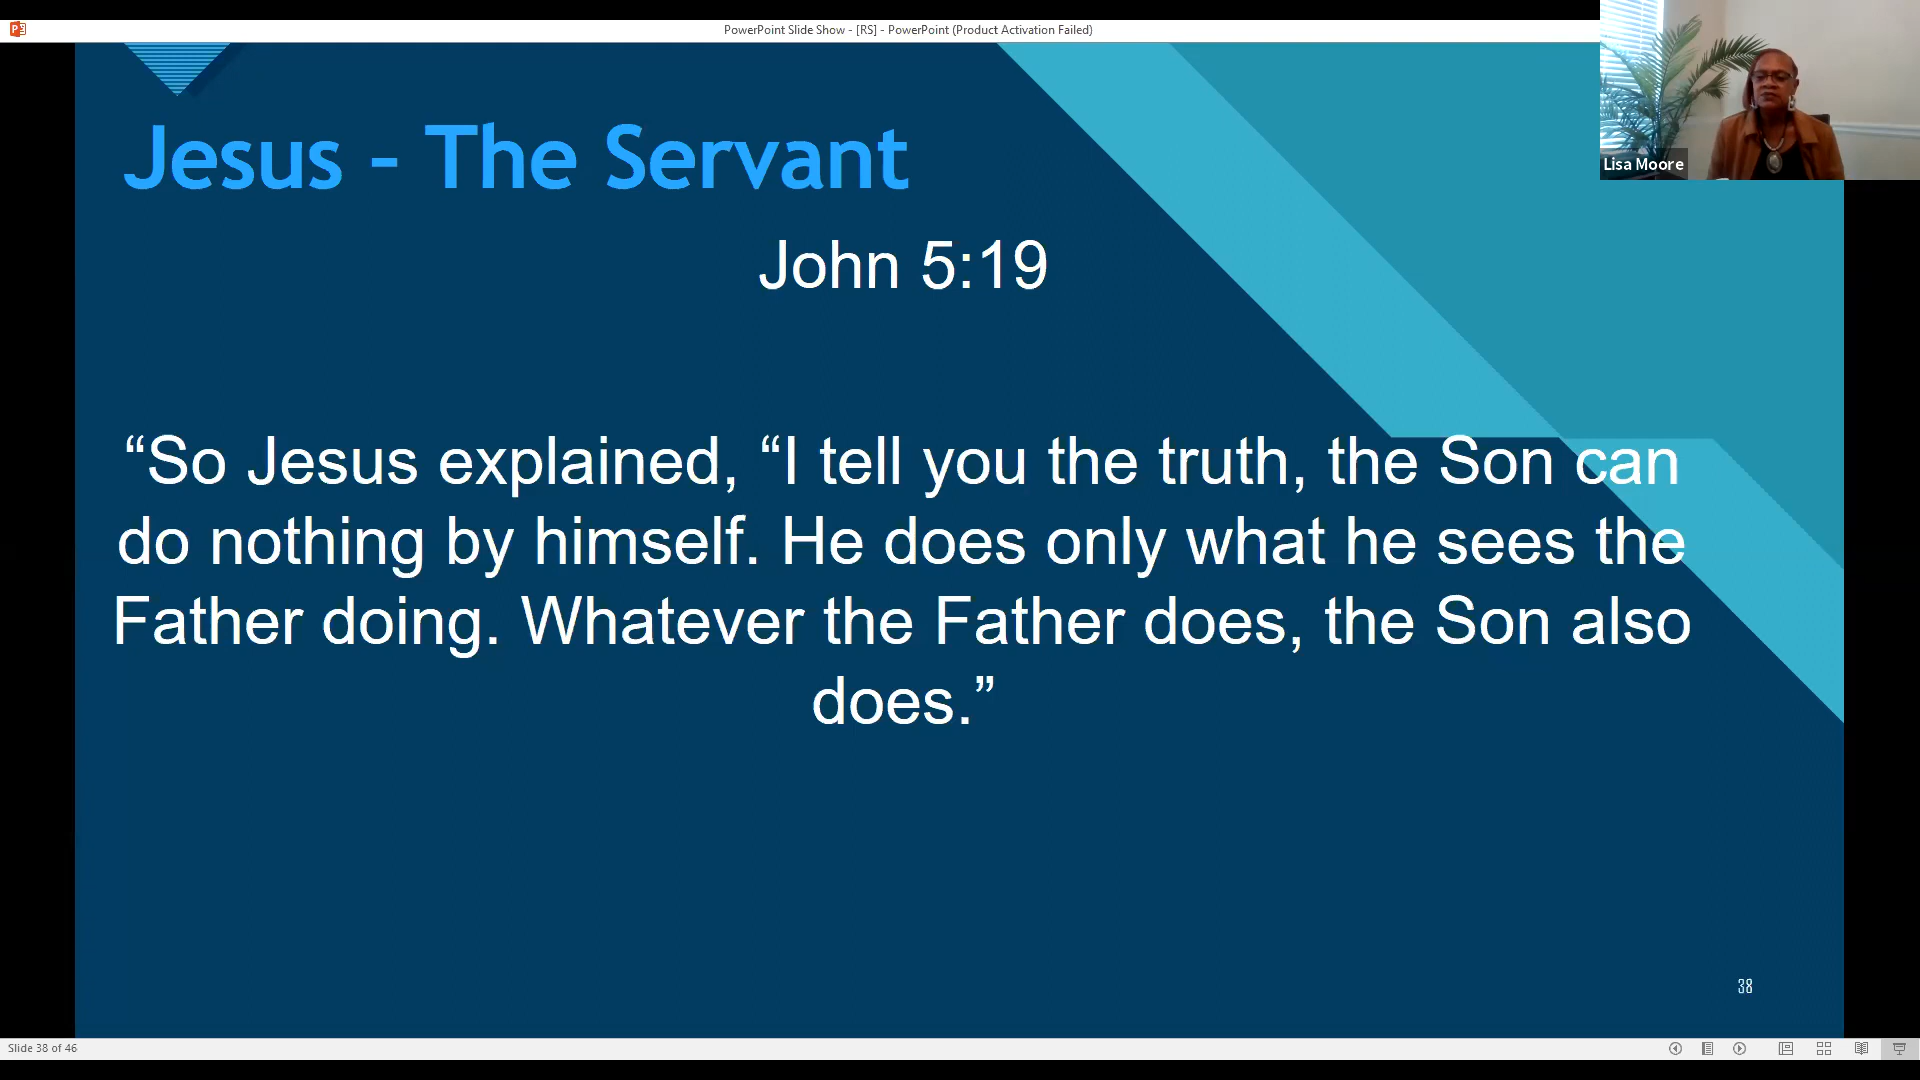 PowerPoint Slide Show - [RS] - PowerPoint (Product Activation Failed)
Lisa Moore
Jesus - The Servant
John 5:19
“So Jesus explained, “I tell you the truth, the Son can
do nothing by himself. He does only what he sees the
Father doing. Whatever the Father does, the Son also
does.”
38
Slide 38 of 46